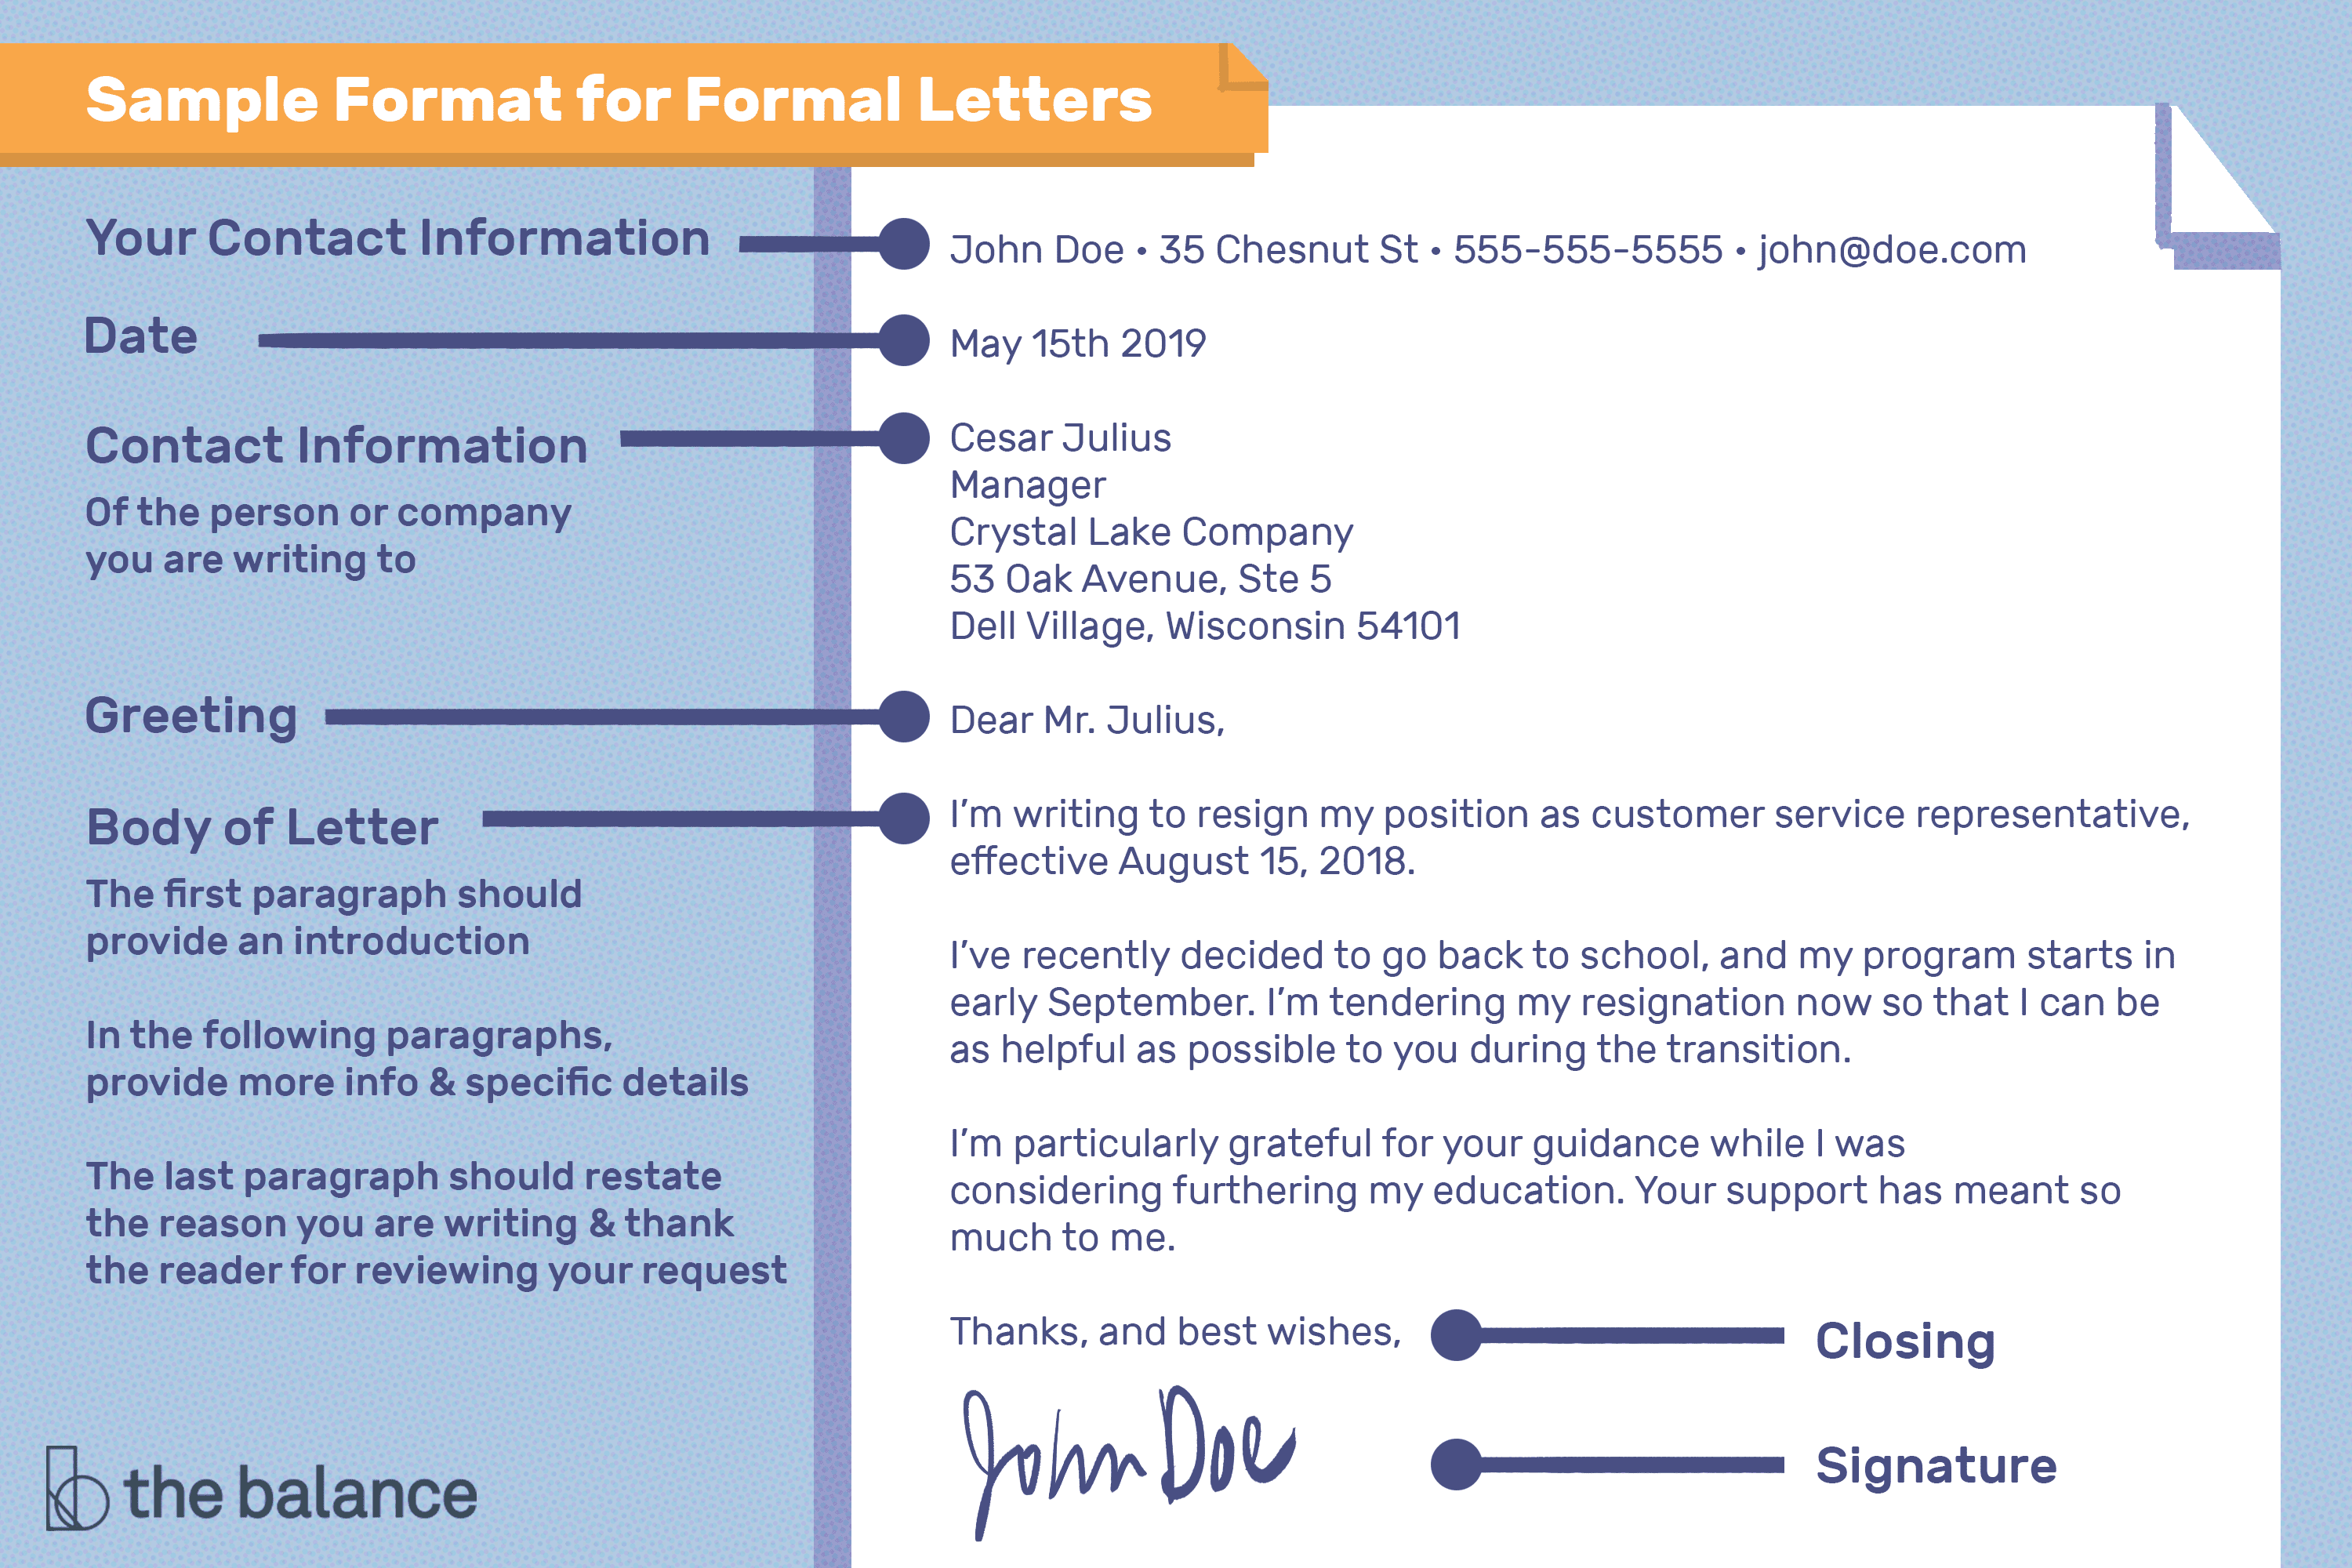 Sample Format for Formal Letters
Your Contact Information
John Doe • 35 Chesnut St • 555-555-5555 • john@doe.com
Date
May 15th 2019
Contact Information
Of the person or company
you are writing to
Cesar Julius
Manager
Crystal Lake Company
53 Oak Avenue, Ste 5
Dell Village, Wisconsin 54101
Greeting
Dear Mr. Julius,
Body of Letter
The first paragraph should
provide an introduction
In the following paragraphs,
provide more info & specific details
The last paragraph should restate
the reason you are writing & thank
the reader for reviewing your request
I’m writing to resign my position as customer service representative,
effective August 15, 2018.
I’ve recently decided to go back to school, and my program starts in
early September. I’m tendering my resignation now so that I can be
as helpful as possible to you during the transition.
I’m particularly grateful for your guidance while I was
considering furthering my education. Your support has meant so
much to me.
Thanks, and best wishes,
Closing
John Doe
Signature
the balance